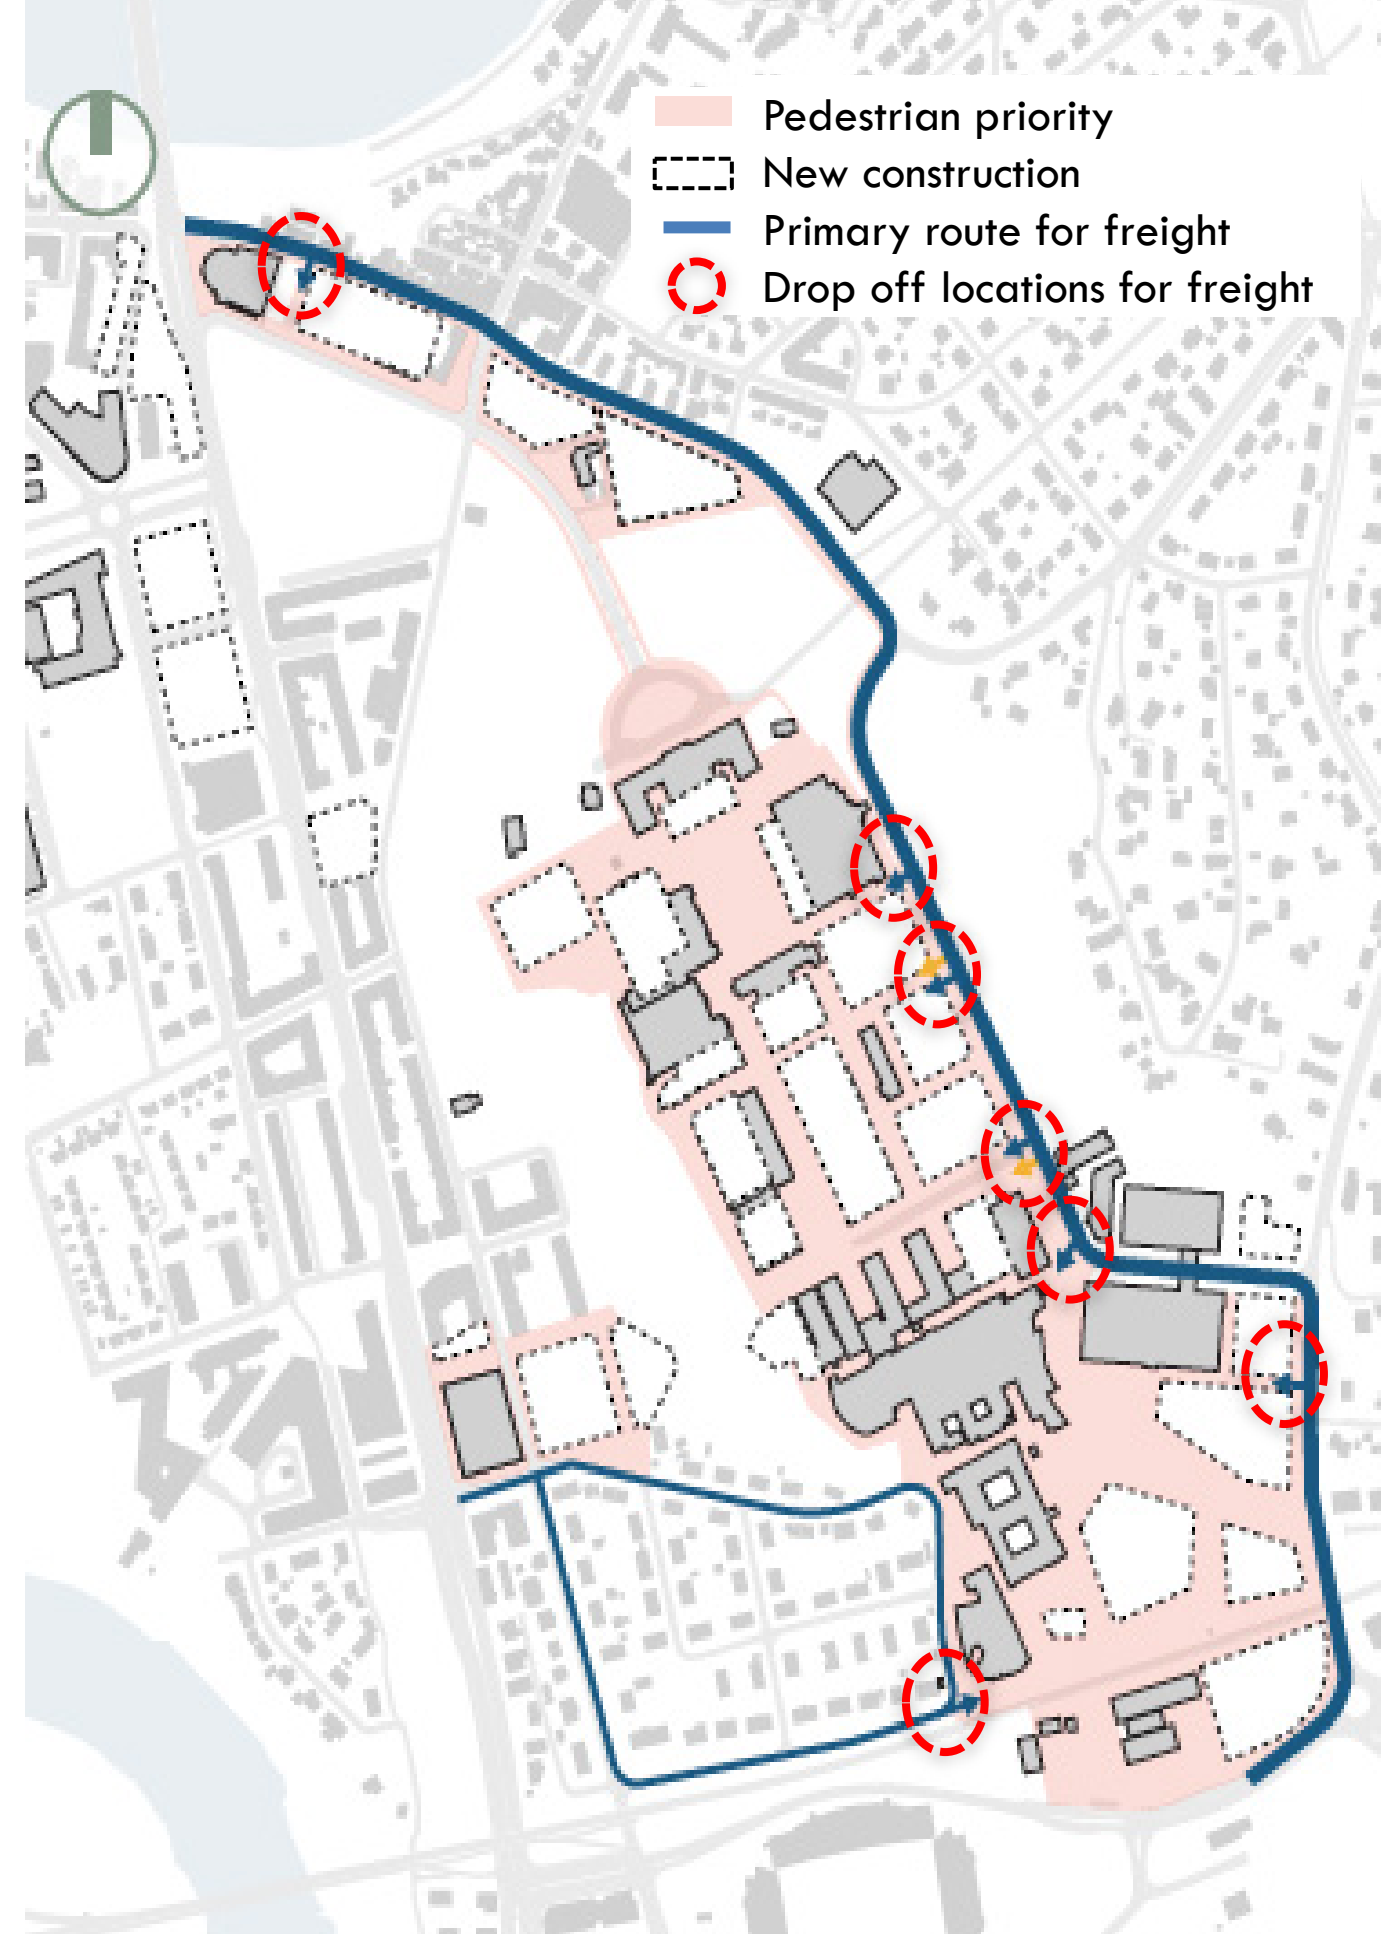 Pedestrian priority
New construction
Primary route for freight
Drop off locations for freight